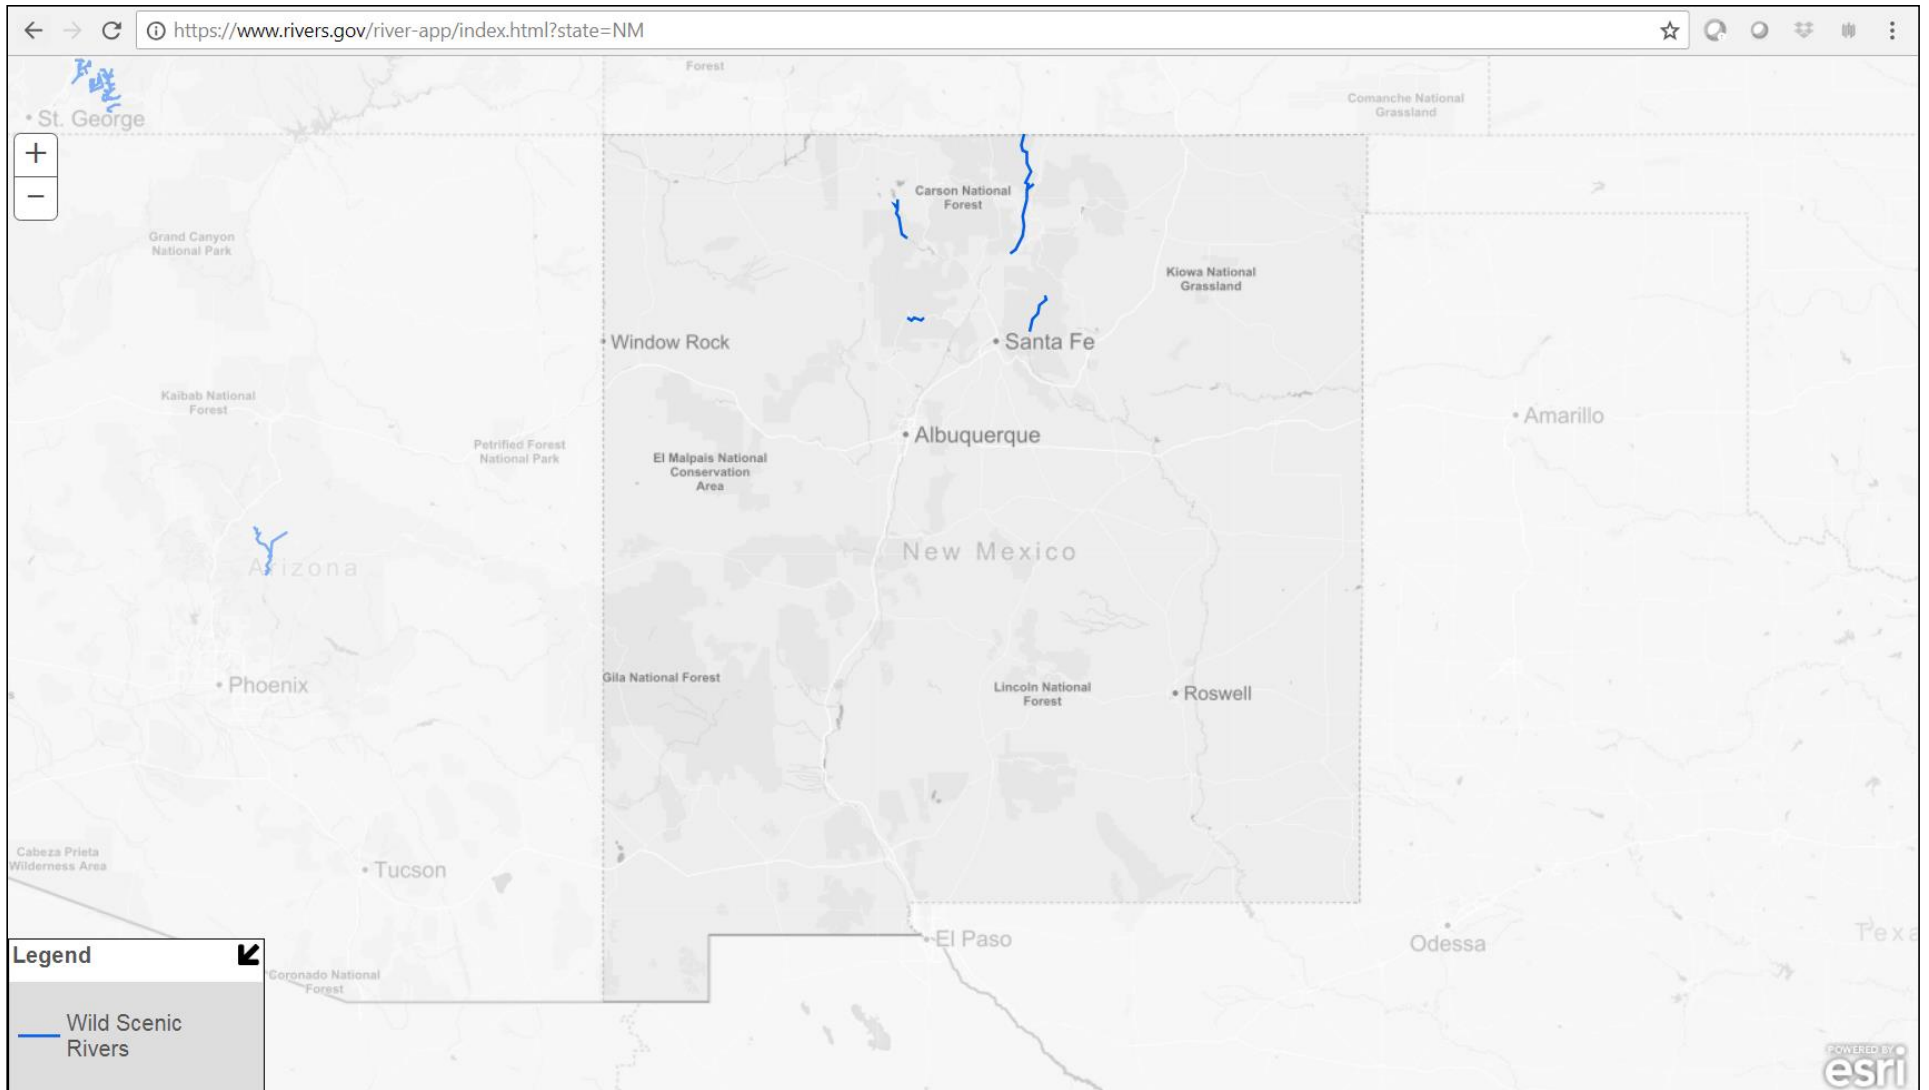 https://www.rivers.gov/river-app/index.html?state=NM
Forest
Comanche National
Grassland
St. George
+
−
Carson National
Forest
Grand Canyon
National Park
Kiowa National
Grassland
Window Rock
Santa Fe
Kaibab National
Forest
Amarillo
Petrified Forest
National Park
Albuquerque
El Malpais National
Conservation
Area
New Mexico
Arizona
Gila National Forest
Phoenix
Lincoln National
Forest
Roswell
s
Cabeza Prieta
Wilderness Area
Tucson
El Paso
Odessa
Texa
Legend
Coronado National
Forest
Wild Scenic
Rivers
POWERED BY
esri